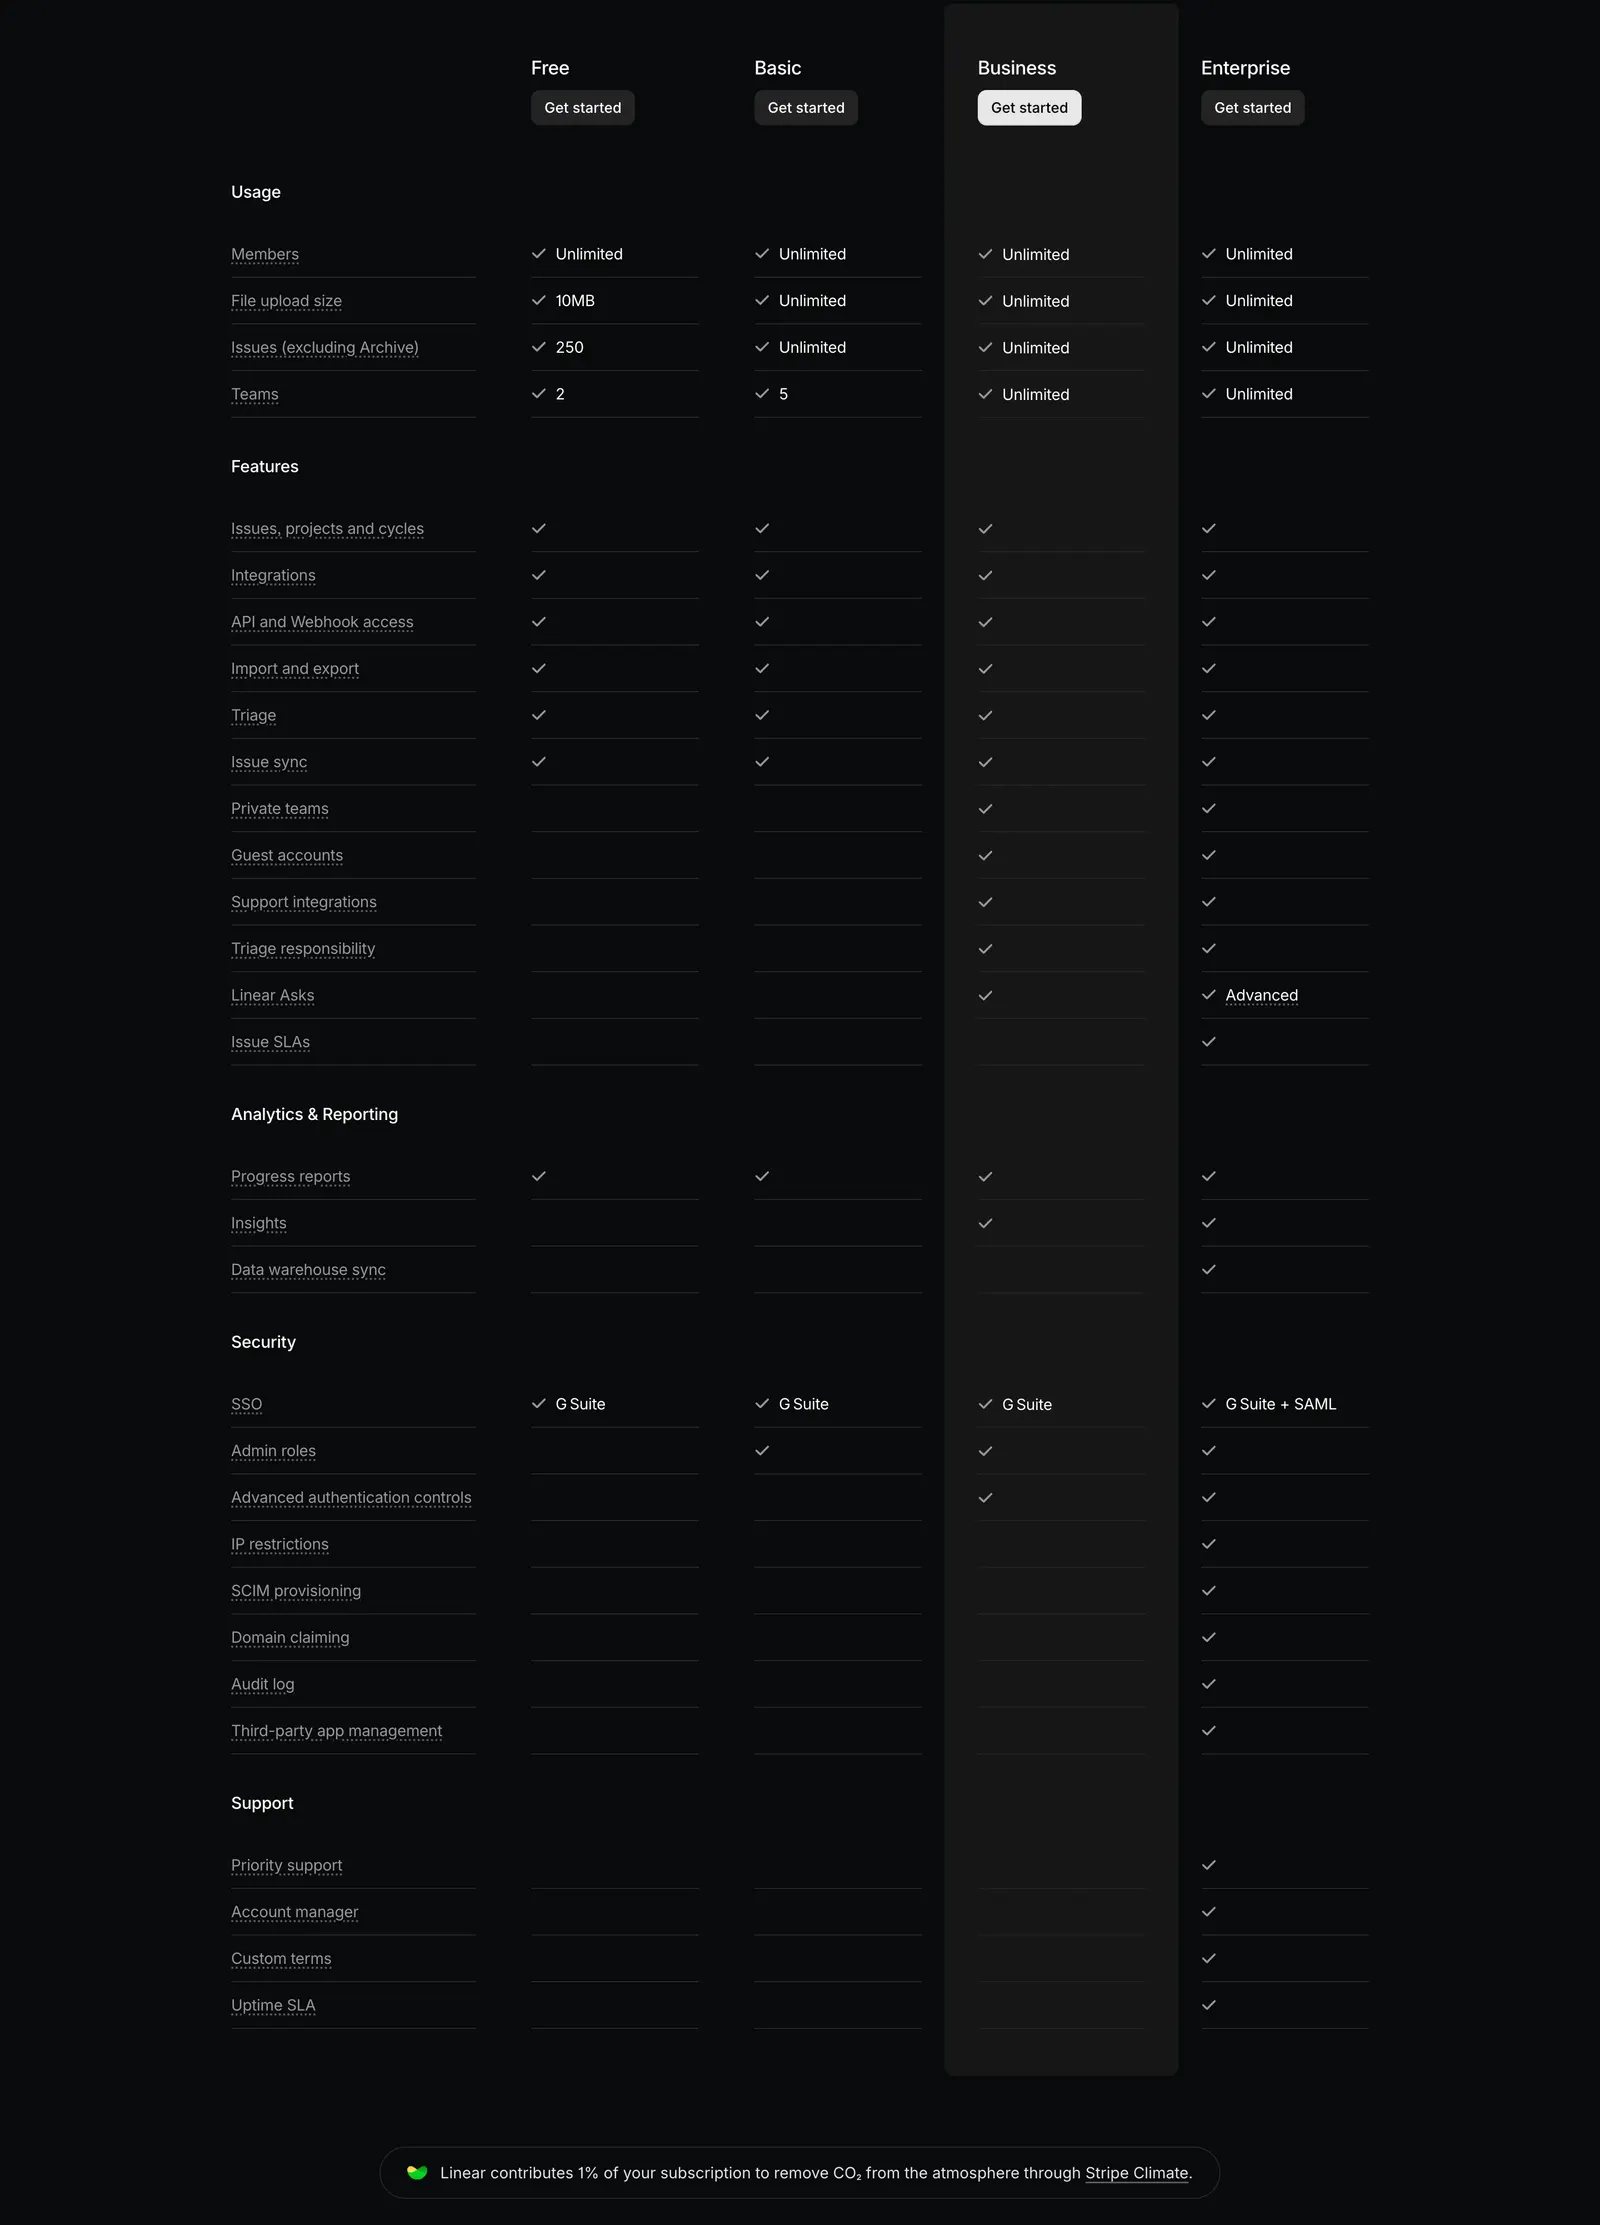 Free Basic Business Enterprise
Get started Get started Get started Get started
Usage
Members Unlimited Unlimited Unlimited Unlimited
File upload size 10MB Unlimited Unlimited Unlimited
Issues (excluding Archive) 250 Unlimited Unlimited Unlimited
Teams 2 5 Unlimited Unlimited
Features
Issues, projects and cycles
Integrations
API and Webhook access
Import and export
Triage
Issue sync
Private teams
Guest accounts
Support integrations
Triage responsibility
Linear Asks Advanced
Issue SLAs
Analytics & Reporting
Progress reports
Insights
Data warehouse sync
Security
SSO G Suite G Suite G Suite G Suite + SAML
Admin roles
Advanced authentication controls
IP restrictions
SCIM provisioning
Domain claiming
Audit log
Third-party app management
Support
Priority support
Account manager
Custom terms
Uptime SLA
Linear contributes 1% of your subscription to remove CO₂ from the atmosphere through Stripe Climate.